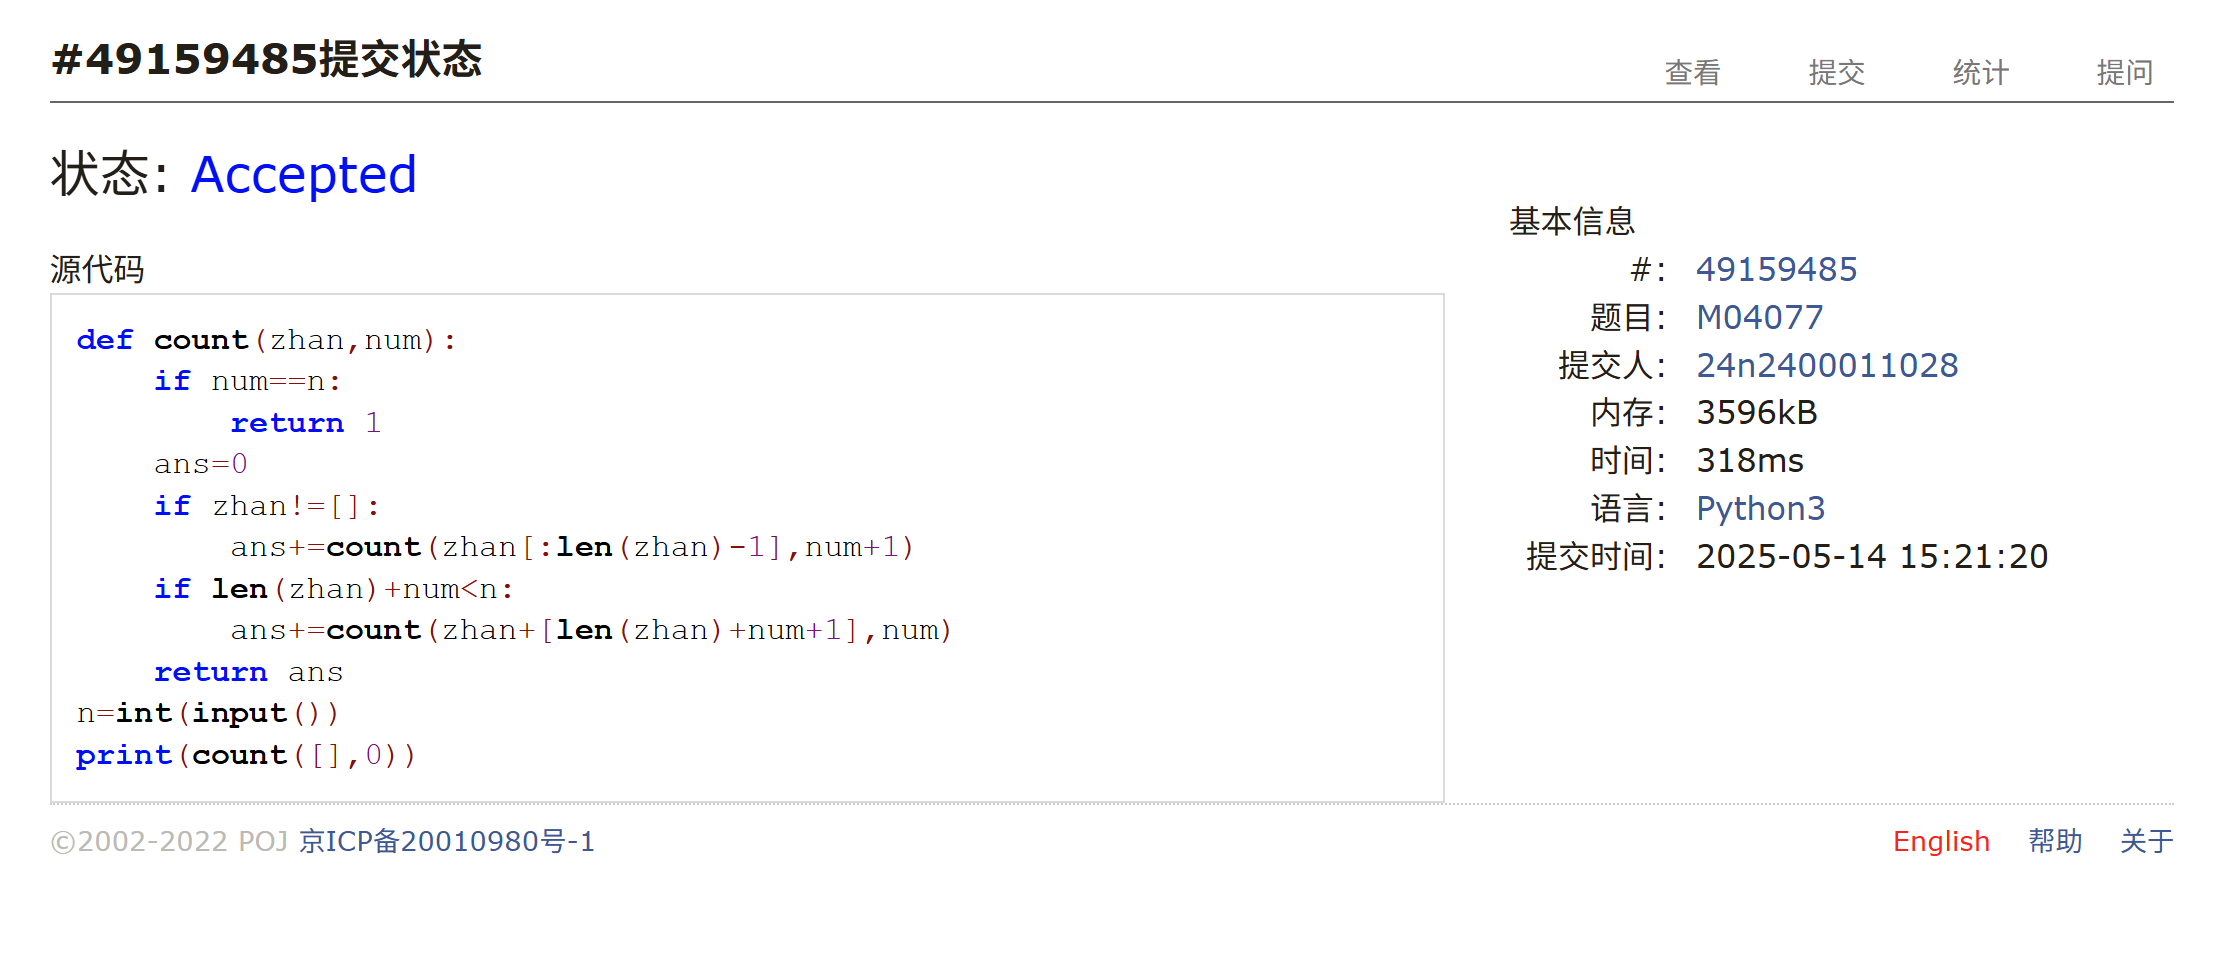 #49159485提交状态
查看 提交 统计 提问
状态: Accepted
源代码
def count(zhan,num):
    if num==n:
        return 1
    ans=0
    if zhan!=[]:
        ans+=count(zhan[:len(zhan)-1],num+1)
    if len(zhan)+num<n:
        ans+=count(zhan+[len(zhan)+num+1],num)
    return ans
n=int(input())
print(count([],0))
基本信息
#: 49159485
题目: M04077
提交人: 24n2400011028
内存: 3596kB
时间: 318ms
语言: Python3
提交时间: 2025-05-14 15:21:20
©2002-2022 POJ 京ICP备20010980号-1
English 帮助 关于